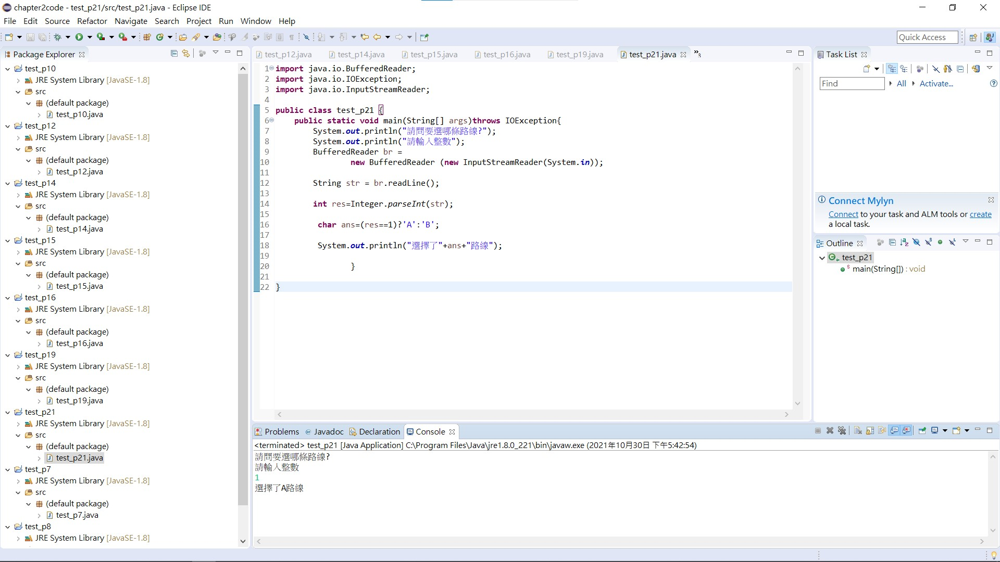 chapter2code - test_p21/src/test_p21.java - Eclipse IDE
File Edit Source Refactor Navigate Search Project Run Window Help
Quick Access
Package Explorer
test_p10
JRE System Library [JavaSE-1.8]
src
(default package)
test_p10.java
test_p12
JRE System Library [JavaSE-1.8]
src
(default package)
test_p12.java
test_p14
JRE System Library [JavaSE-1.8]
src
(default package)
test_p14.java
test_p15
JRE System Library [JavaSE-1.8]
src
(default package)
test_p15.java
test_p16
JRE System Library [JavaSE-1.8]
src
(default package)
test_p16.java
test_p19
JRE System Library [JavaSE-1.8]
src
(default package)
test_p19.java
test_p21
JRE System Library [JavaSE-1.8]
src
(default package)
test_p21.java
test_p7
JRE System Library [JavaSE-1.8]
src
(default package)
test_p7.java
test_p8
JRE System Library [JavaSE-1.8]
test_p12.java test_p14.java test_p15.java test_p16.java test_p19.java test_p21.java »3
1 import java.io.BufferedReader;
2 import java.io.IOException;
3 import java.io.InputStreamReader;
4
5 public class test_p21 {
6 public static void main(String[] args)throws IOException{
7 System.out.println("請問要選哪條路線?");
8 System.out.println("請輸入整數");
9 BufferedReader br =
10 new BufferedReader (new InputStreamReader(System.in));
11
12 String str = br.readLine();
13
14 int res=Integer.parseInt(str);
15
16 char ans=(res==1)?'A':'B';
17
18 System.out.println("選擇了"+ans+"路線");
19
20 }
21
22 }
Task List
Find All Activate...
Connect Mylyn
Connect to your task and ALM tools or create
a local task.
Outline
test_p21
main(String[]) : void
Problems @ Javadoc Declaration Console
<terminated> test_p21 [Java Application] C:\Program Files\Java\jre1.8.0_221\bin\javaw.exe (2021年10月30日 下午5:42:54)
請問要選哪條路線?
請輸入整數
1
選擇了A路線